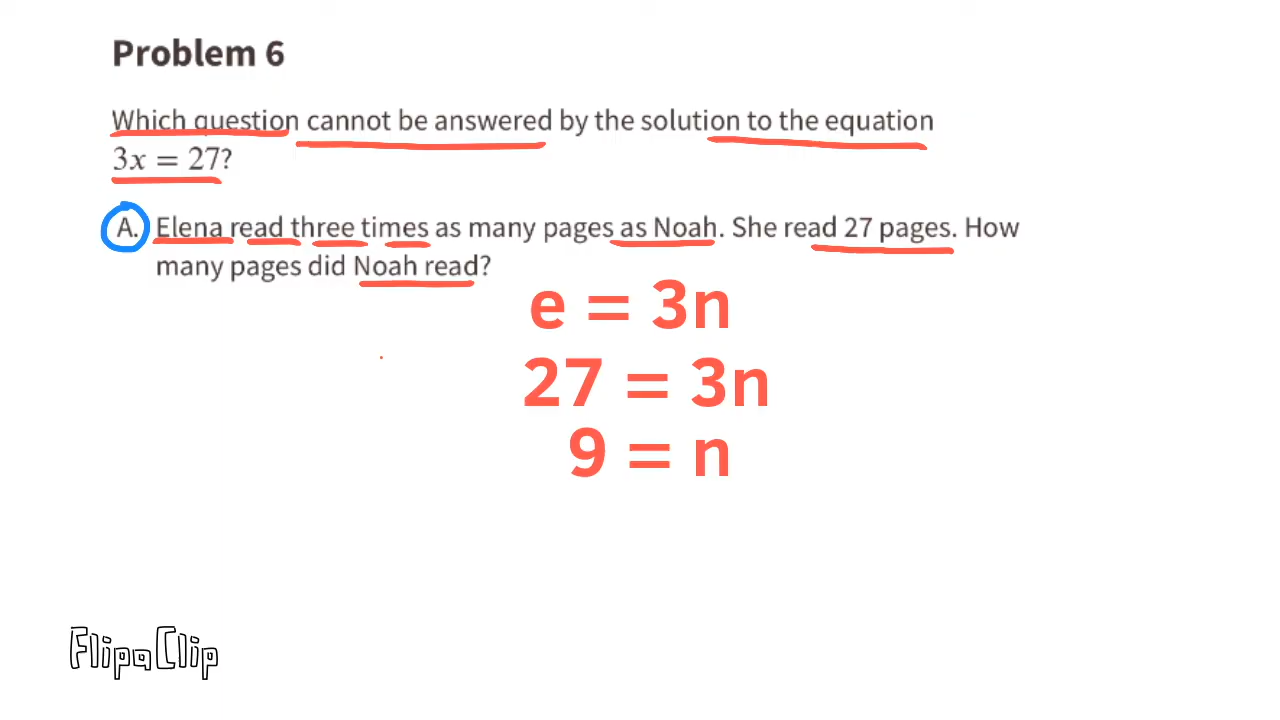 Problem 6
Which question cannot be answered by the solution to the equation
3x = 27?
A. Elena read three times as many pages as Noah. She read 27 pages. How
many pages did Noah read?
e = 3n
27 = 3n
9 = n
FlipaClip